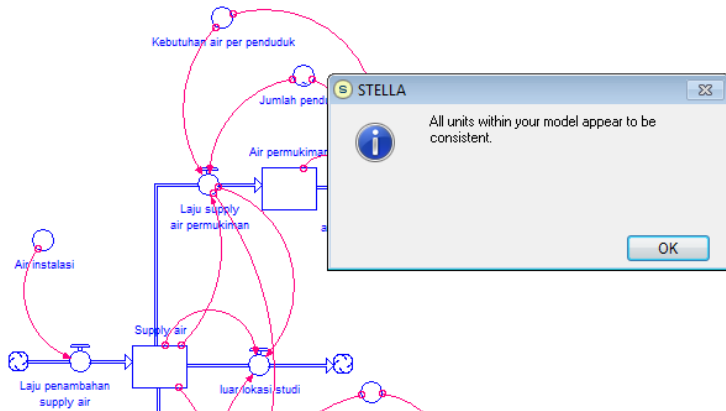 Kebutuhan air per penduduk
STELLA
Jumlah
All units within your model appear to be
consistent.
Air permukiman
Laju supply
air permukiman
OK
Air instalasi
Supply air
Laju penambahan
supply air
luar lokasi studi